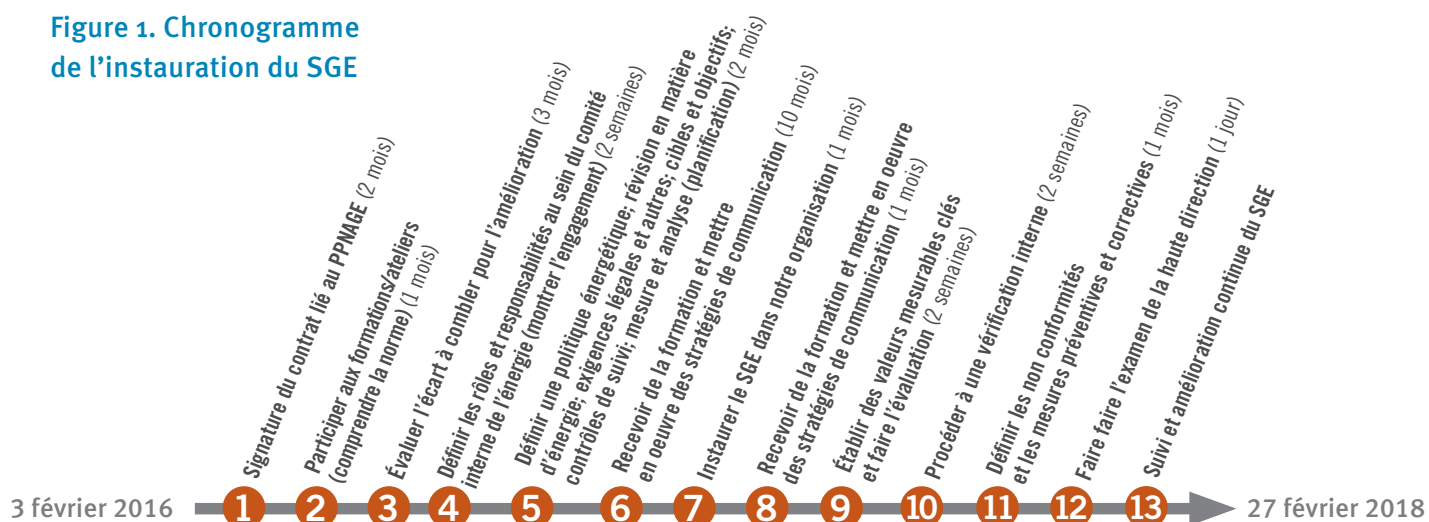 Figure 1. Chronogramme
de l'instauration du SGE
Signature du contrat lié au PPNAGE (2 mois)
Participer aux formations/ateliers
(comprendre la norme) (1 mois)
Évaluer l'écart à combler pour l'amélioration (3 mois)
Définir les rôles et responsabilités au sein du comité
interne de l'énergie (montrer l'engagement) (2 semaines)
Définir une politique énergétique; révision en matière
d'énergie; exigences légales et autres; cibles et objectifs;
contrôles de suivi; mesure et analyse (planification) (2 mois)
Recevoir de la formation et mettre
en oeuvre des stratégies de communication (10 mois)
Instaurer le SGE dans notre organisation (1 mois)
Recevoir de la formation et mettre en oeuvre
des stratégies de communication (1 mois)
Établir des valeurs mesurables clés
et faire l'évaluation (2 semaines)
Procéder à une vérification interne (2 semaines)
Définir les non conformités
et les mesures préventives et correctives (1 mois)
Faire faire l'examen de la haute direction (1 jour)
Suivi et amélioration continue du SGE
3 février 2016 1 2 3 4 5 6 7 8 9 10 11 12 13 27 février 2018